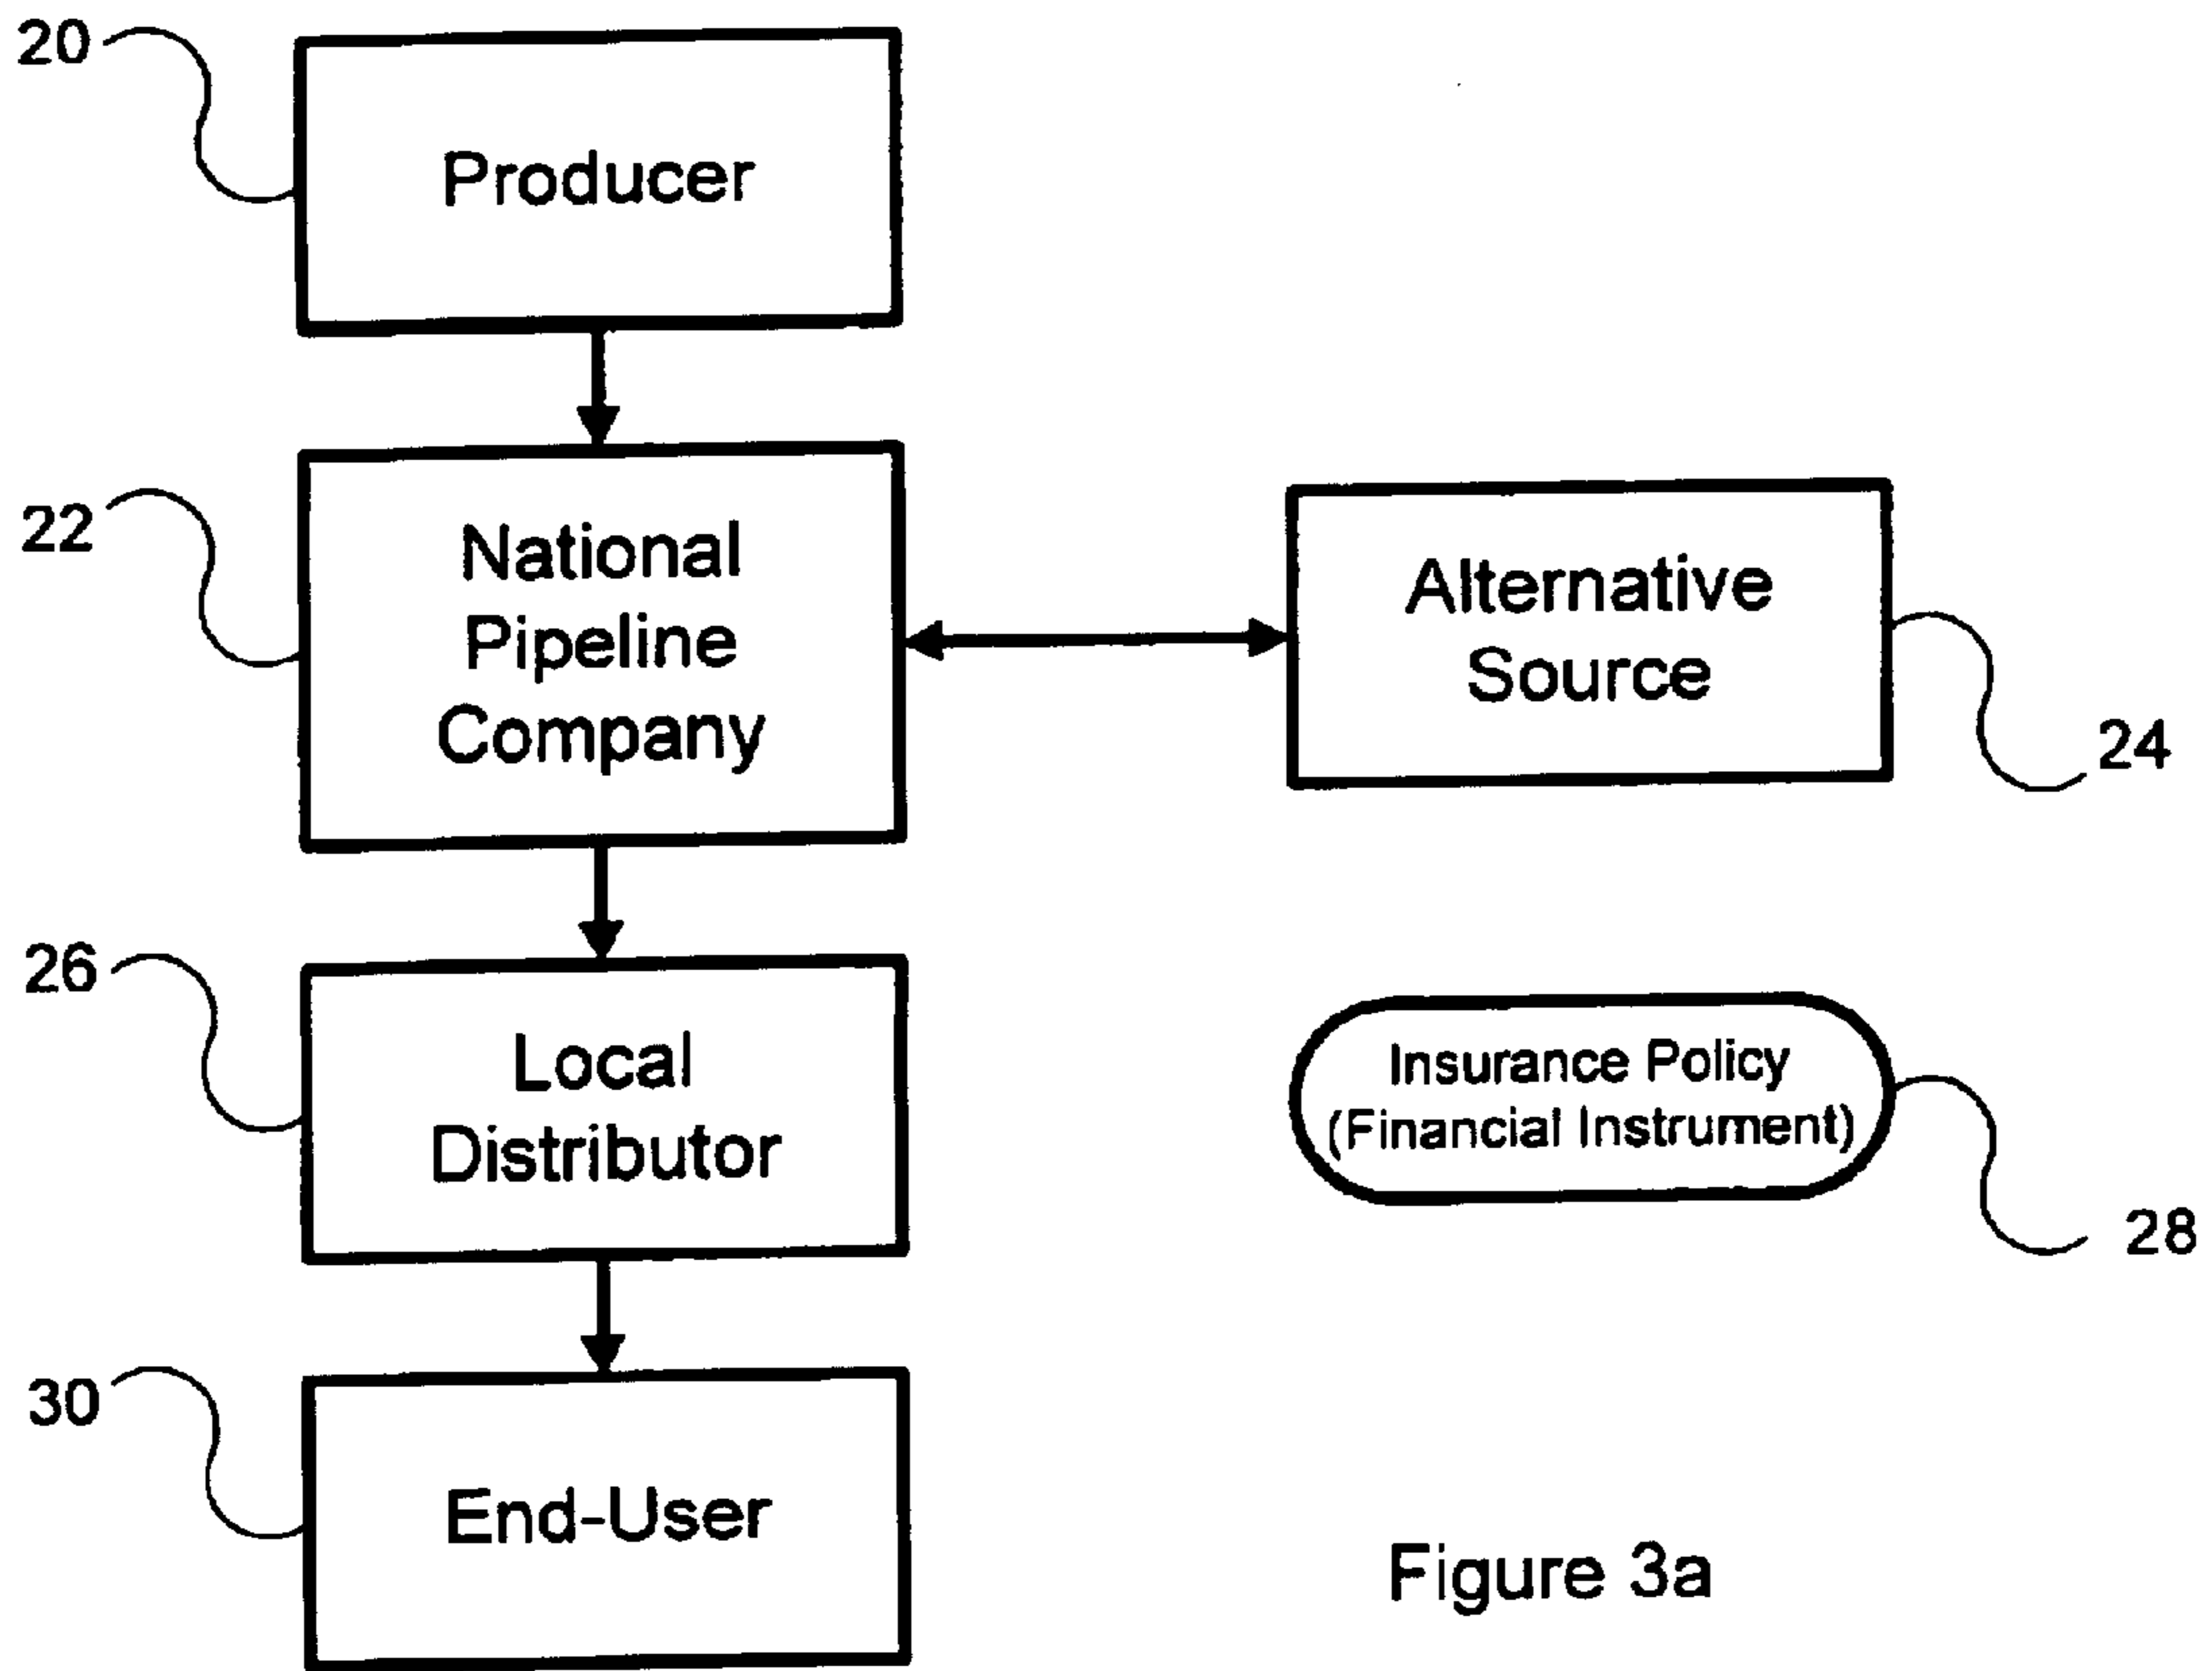 20
Producer
22
National
Pipeline
Company
Alternative
Source
24
26
Local
Distributor
Insurance Policy
(Financial Instrument)
28
30
End-User
Figure 3a